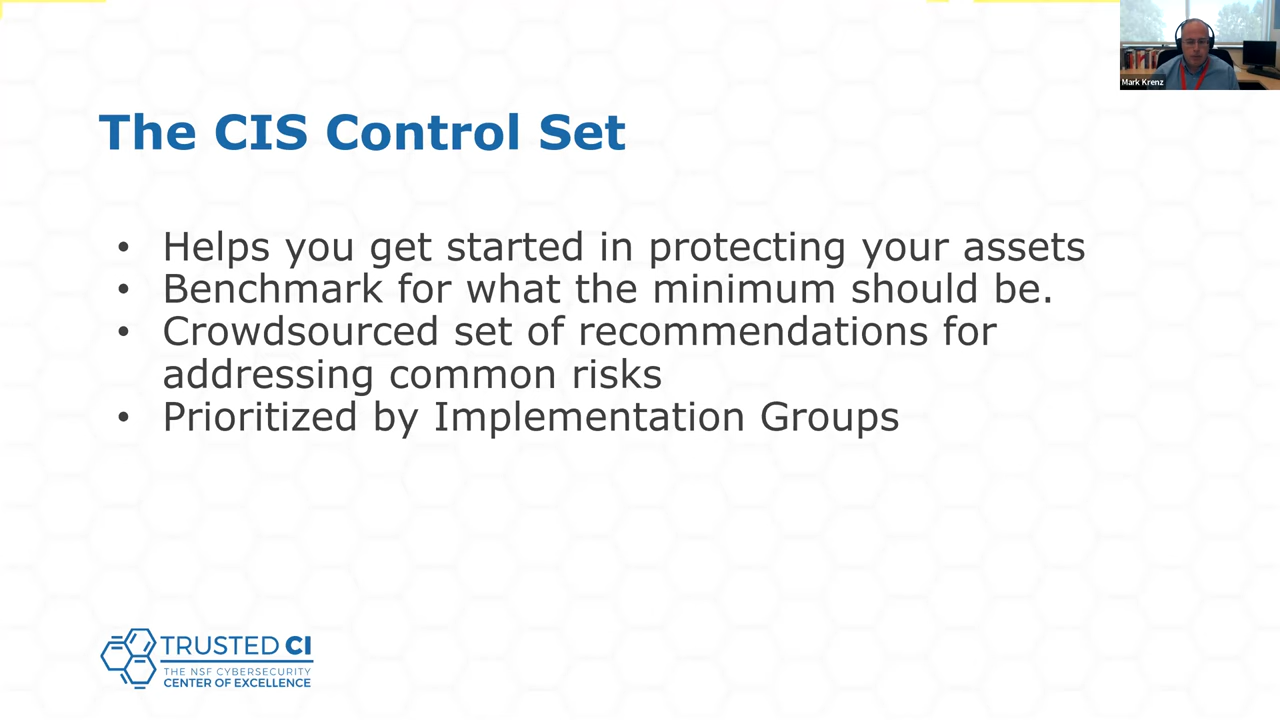 Mark Krenz
The CIS Control Set
• Helps you get started in protecting your assets
• Benchmark for what the minimum should be.
• Crowdsourced set of recommendations for
addressing common risks
• Prioritized by Implementation Groups
TRUSTED CI
THE NSF CYBERSECURITY
CENTER OF EXCELLENCE